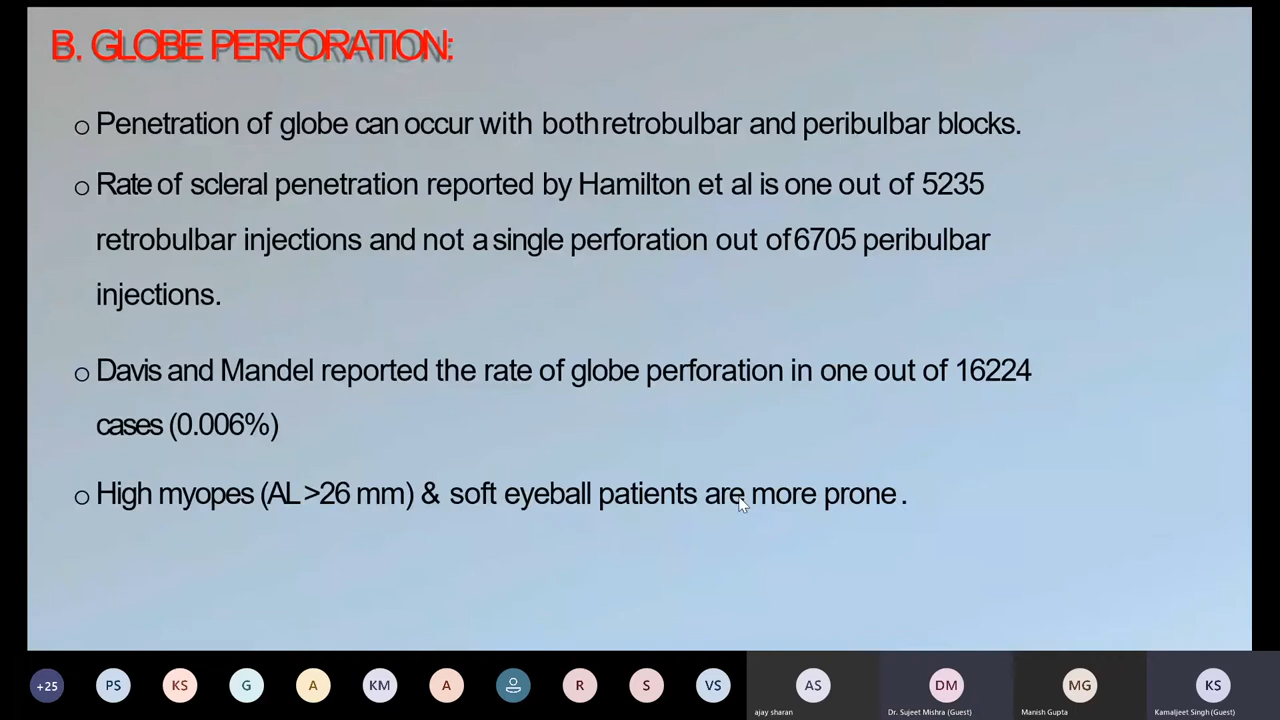 B. GLOBE PERFORATION:
o Penetration of globe can occur with both retrobulbar and peribulbar blocks.
o Rate of scleral penetration reported by Hamilton et al is one out of 5235
retrobulbar injections and not a single perforation out of 6705 peribulbar
injections.
o Davis and Mandel reported the rate of globe perforation in one out of 16224
cases (0.006%)
o High myopes (AL >26 mm) & soft eyeball patients are more prone .
+25 PS KS G A KM A R S VS AS DM MG KS
ajay sharan Dr. Sujeet Mishra (Guest) Manish Gupta Kamaljeet Singh (Guest)